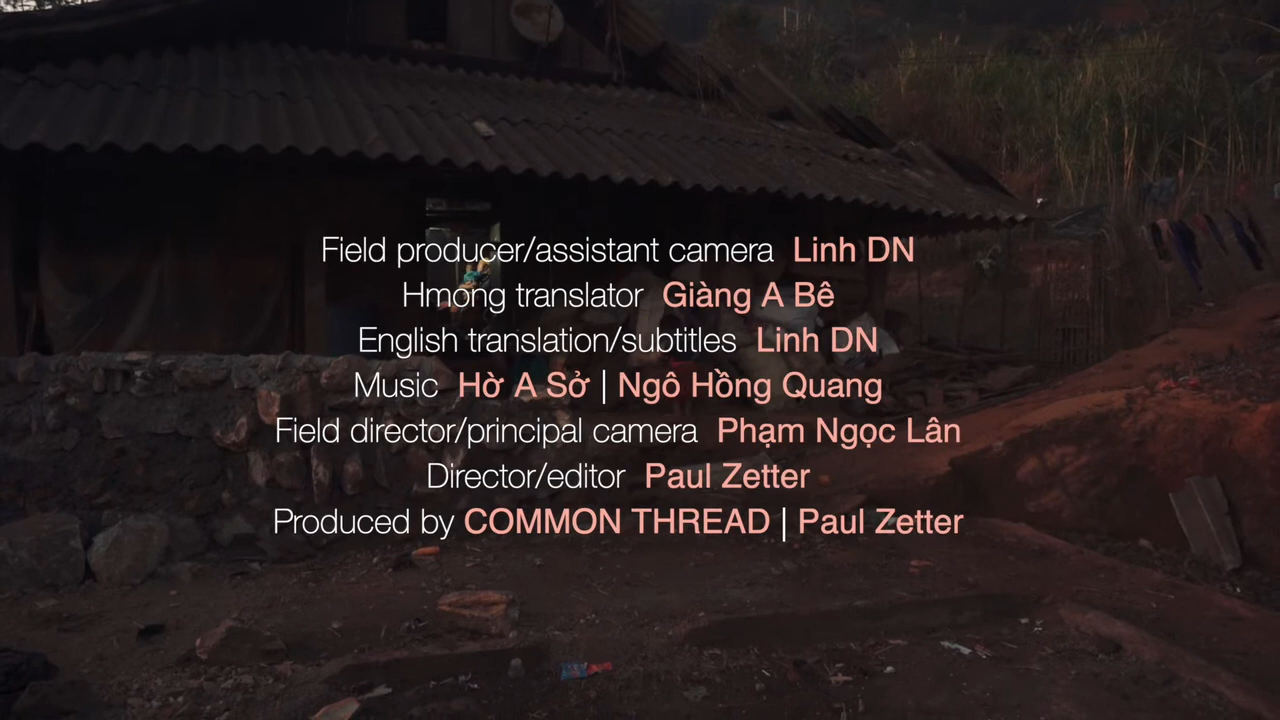 Field producer/assistant camera Linh DN
Hmong translator Giàng A Bê
English translation/subtitles Linh DN
Music Hờ A Sở | Ngô Hồng Quang
Field director/principal camera Phạm Ngọc Lân
Director/editor Paul Zetter
Produced by COMMON THREAD | Paul Zetter